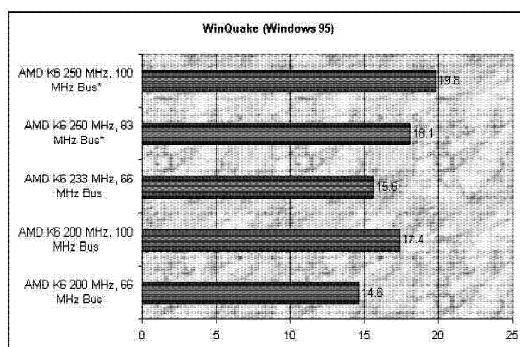 WinQuake (Windows 95)
AMD K6 250 MHz, 100
MHz Bus*
19.8
AMD K6 250 MHz, 83
MHz Bus*
18.1
AMD K6 233 MHz, 66
MHz Bus
15.6
AMD K6 200 MHz, 100
MHz Bus
17.4
AMD K6 200 MHz, 66
MHz Bus
14.6
0 5 10 15 20 25